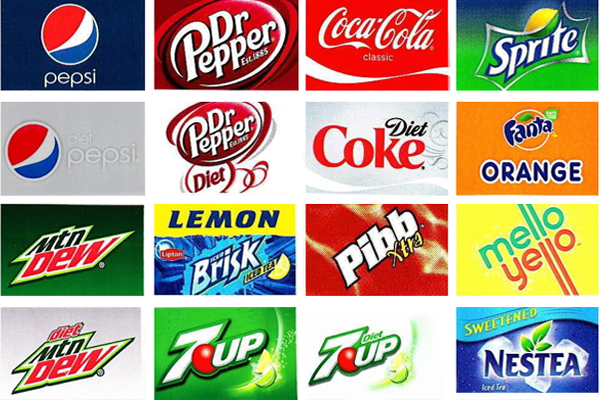 pepsi
Dr
Pepper
Est.1885
Coca-Cola
classic
Sprite
diet
pepsi
Dr
Pepper
Est.1885
Diet
Diet
Coke
Fanta
ORANGE
Mtn
DEW
LEMON
Lipton
ICED
Brisk
ICED TEA
Pibb
Xtra
mello
yello
diet
Mtn
DEW
7UP
Diet
7UP
SWEETENED
NESTEA
Iced Tea